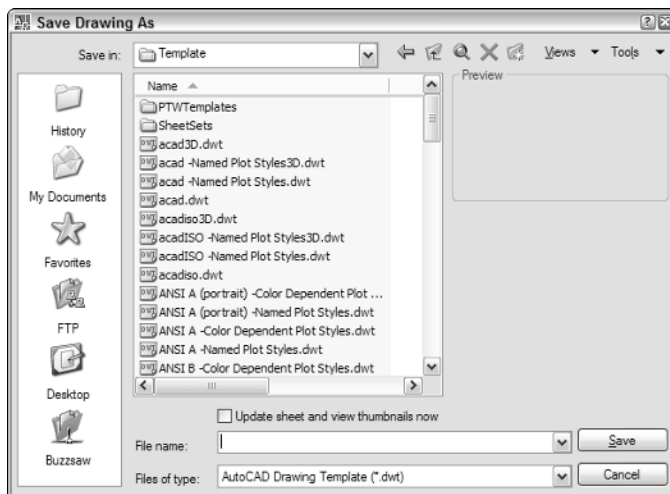 Save Drawing As
Save in: Template Views Tools
Name
Preview
PTWTemplates
SheetSets
acad3D.dwt
acad -Named Plot Styles3D.dwt
acad -Named Plot Styles.dwt
acad.dwt
acadiso3D.dwt
acadISO -Named Plot Styles3D.dwt
acadISO -Named Plot Styles.dwt
acadiso.dwt
ANSI A (portrait) -Color Dependent Plot ...
ANSI A (portrait) -Named Plot Styles.dwt
ANSI A -Color Dependent Plot Styles.dwt
ANSI A -Named Plot Styles.dwt
ANSI B -Color Dependent Plot Styles.dwt
History
My Documents
Favorites
FTP
Desktop
Buzzsaw
Update sheet and view thumbnails now
File name: Save
Files of type: AutoCAD Drawing Template (*.dwt) Cancel